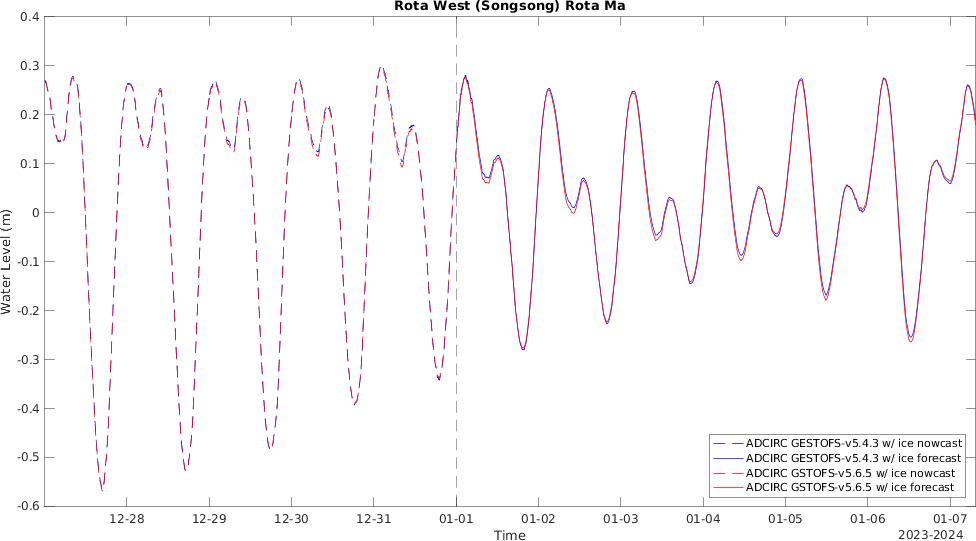 Rota West (Songsong) Rota Ma
0.4
0.3
0.2
0.1
0
-0.1
-0.2
-0.3
-0.4
-0.5
-0.6
Water Level (m)
ADCIRC GESTOFS-v5.4.3 w/ ice nowcast
ADCIRC GESTOFS-v5.4.3 w/ ice forecast
ADCIRC GSTOFS-v5.6.5 w/ ice nowcast
ADCIRC GSTOFS-v5.6.5 w/ ice forecast
12-28 12-29 12-30 12-31 01-01 01-02 01-03 01-04 01-05 01-06 01-07
Time
2023-2024